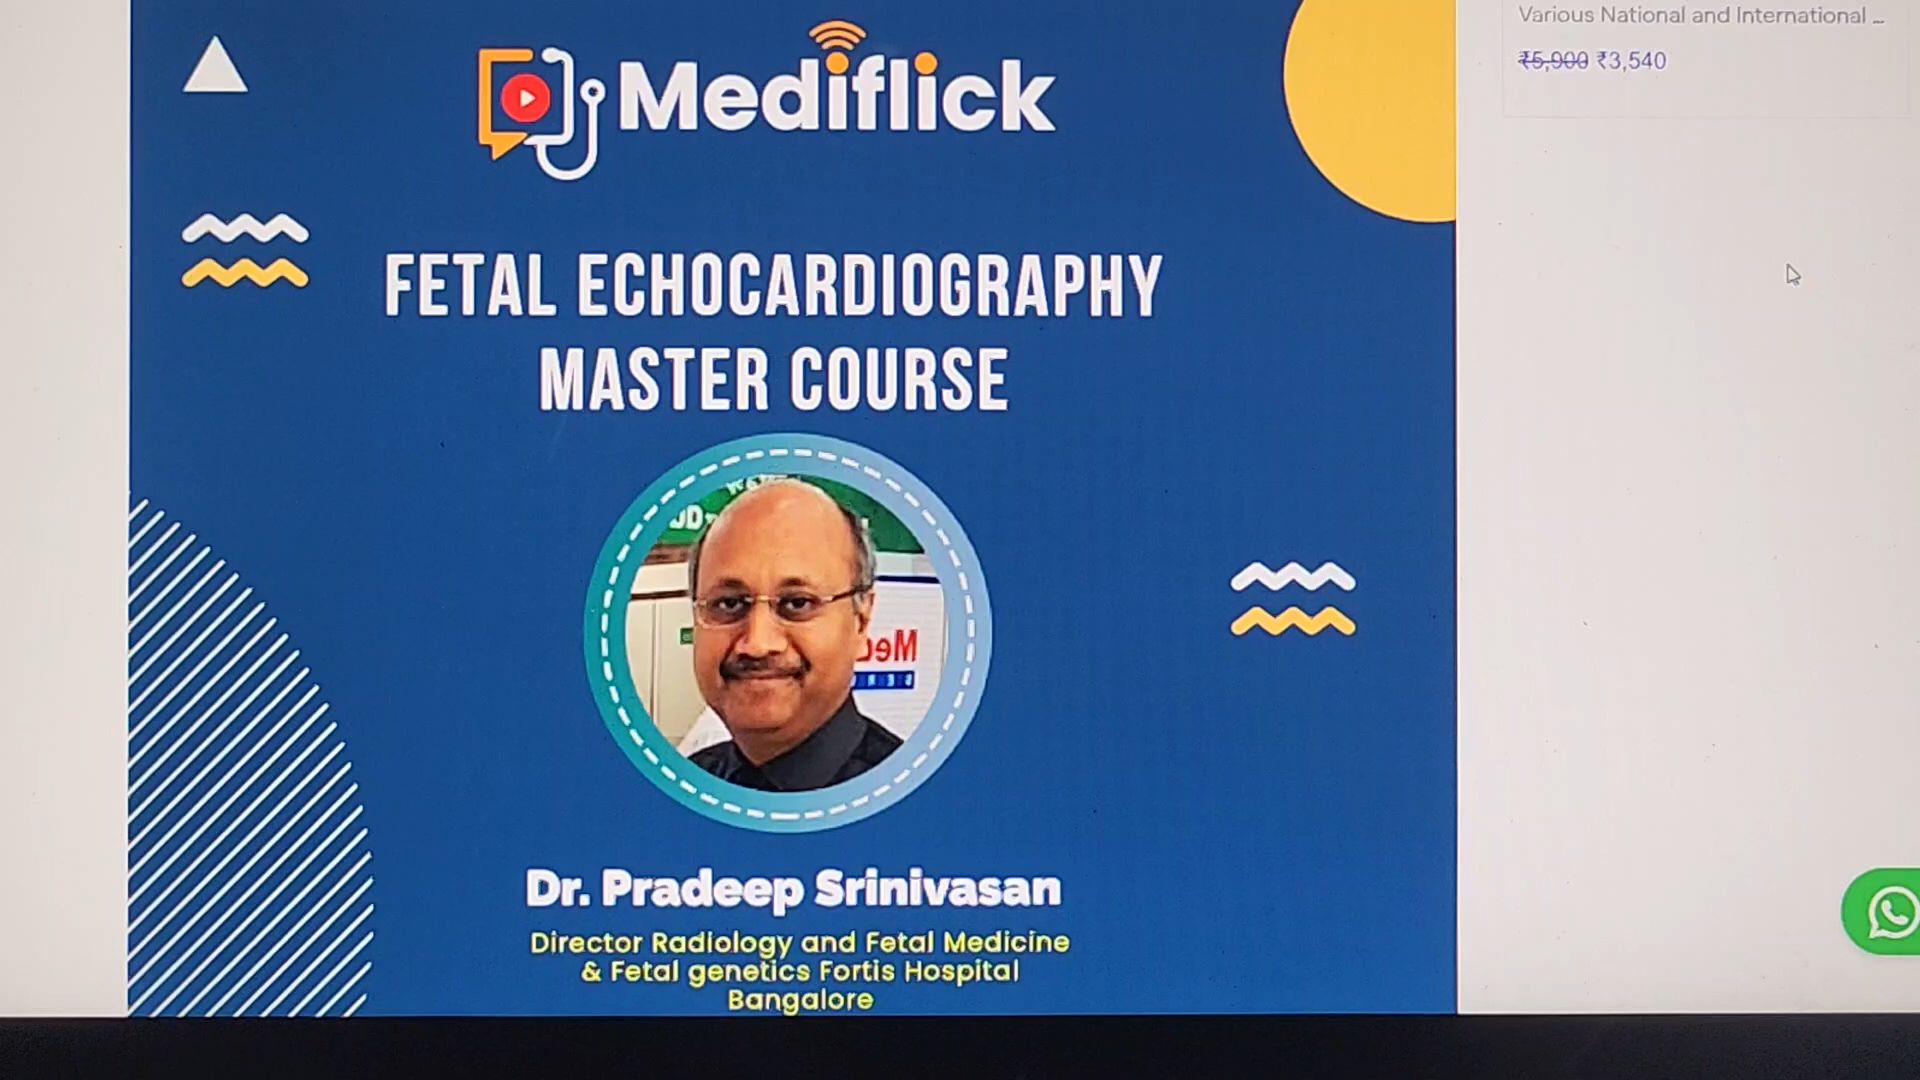 Various National and International ...
₹5,900 ₹3,540
Mediflick
FETAL ECHOCARDIOGRAPHY
MASTER COURSE
Dr. Pradeep Srinivasan
Director Radiology and Fetal Medicine
& Fetal genetics Fortis Hospital
Bangalore